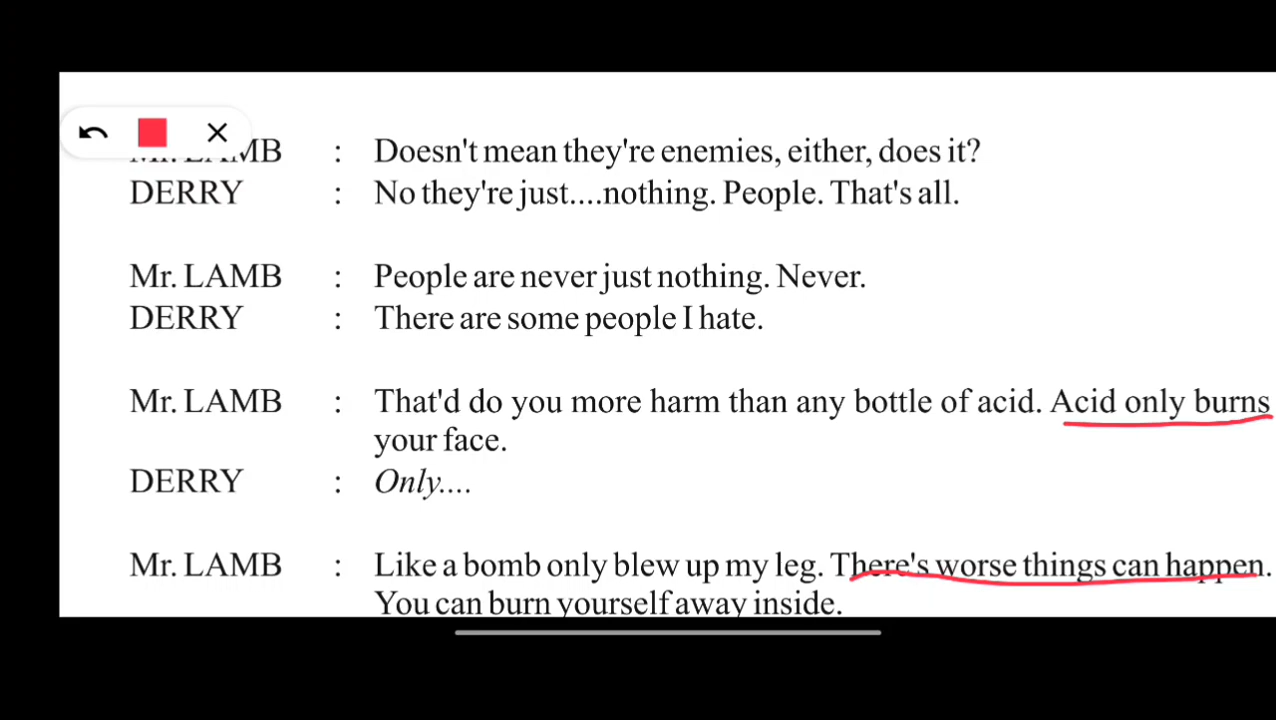 Mr. LAMB : Doesn't mean they're enemies, either, does it?
DERRY : No they're just....nothing. People. That's all.
Mr. LAMB : People are never just nothing. Never.
DERRY : There are some people I hate.
Mr. LAMB : That'd do you more harm than any bottle of acid. Acid only burns
your face.
DERRY : Only....
Mr. LAMB : Like a bomb only blew up my leg. There's worse things can happen.
You can burn yourself away inside.